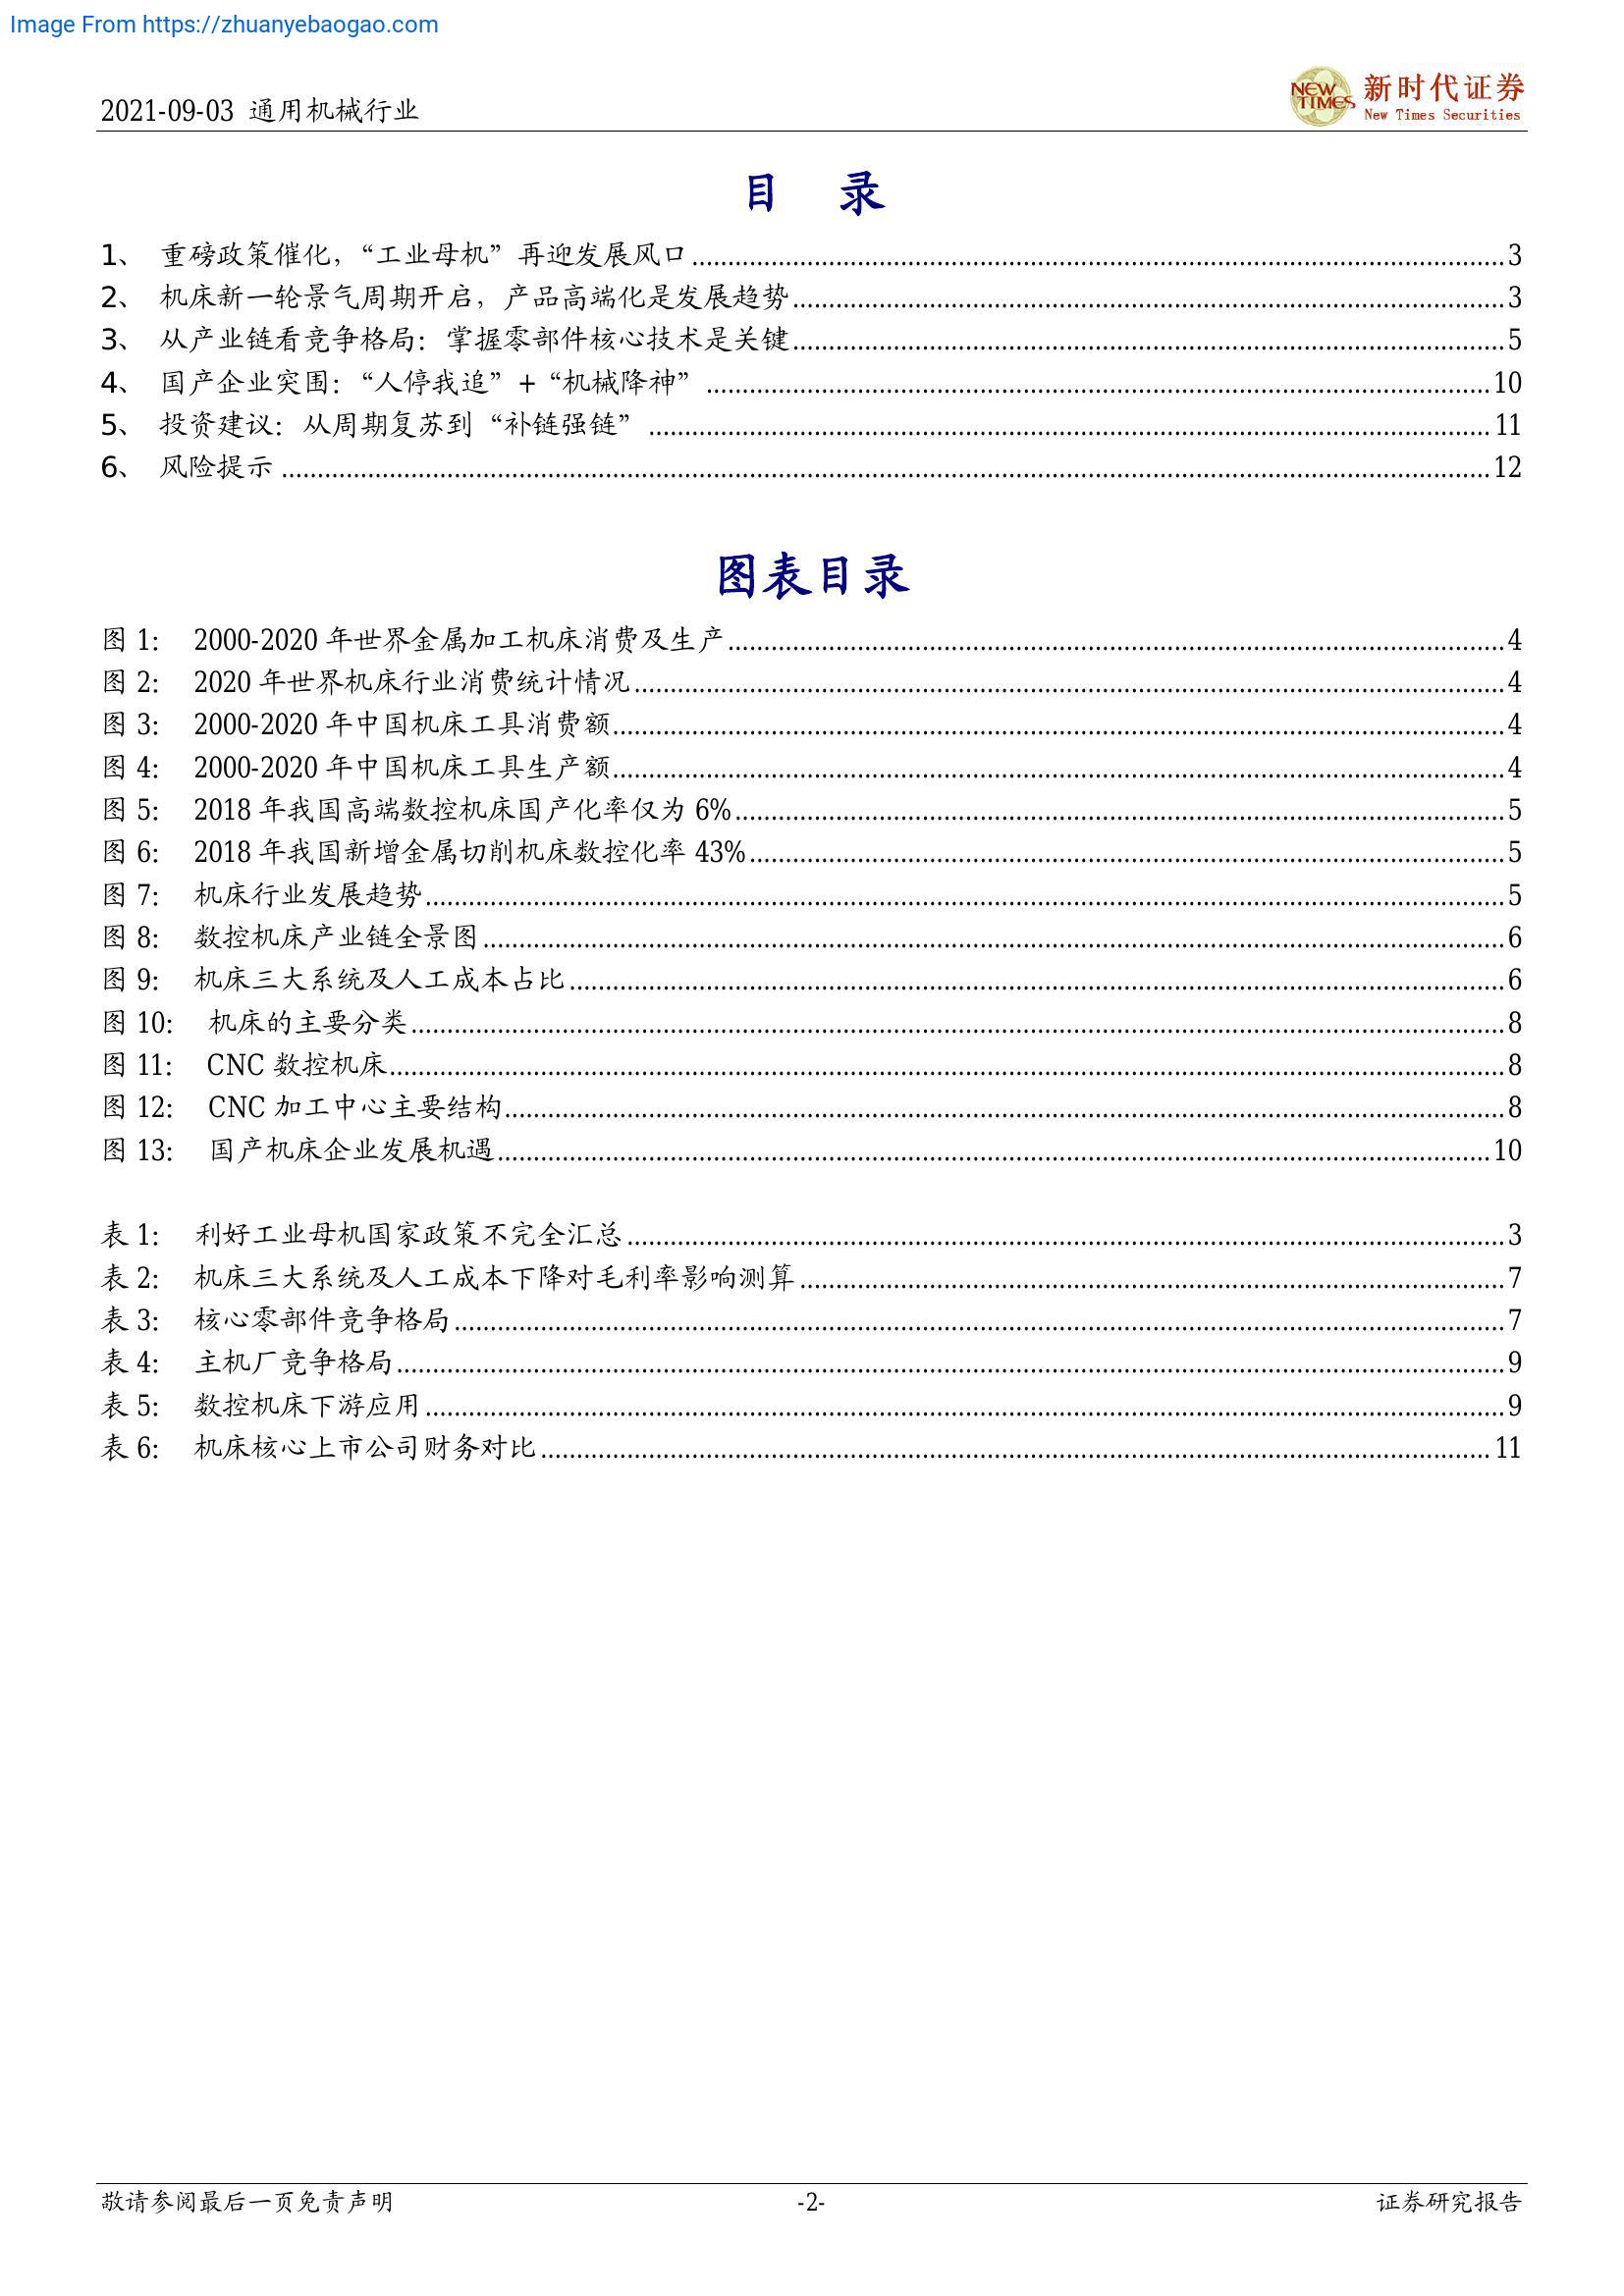 Image From https://zhuanyebaogao.com
2021-09-03 通用机械行业
NEW TIMES
新时代证券
New Times Securities
目 录
1、 重磅政策催化，“工业母机”再迎发展风口........3
2、 机床新一轮景气周期开启，产品高端化是发展趋势........3
3、 从产业链看竞争格局：掌握零部件核心技术是关键........5
4、 国产企业突围：“人停我追”+“机械降神” ........10
5、 投资建议：从周期复苏到“补链强链” ........11
6、 风险提示 ........12
图表目录
图 1: 2000-2020 年世界金属加工机床消费及生产........4
图 2: 2020 年世界机床行业消费统计情况........4
图 3: 2000-2020 年中国机床工具消费额........4
图 4: 2000-2020 年中国机床工具生产额........4
图 5: 2018 年我国高端数控机床国产化率仅为 6%........5
图 6: 2018 年我国新增金属切削机床数控化率 43%........5
图 7: 机床行业发展趋势........5
图 8: 数控机床产业链全景图........6
图 9: 机床三大系统及人工成本占比........6
图 10: 机床的主要分类........8
图 11: CNC 数控机床........8
图 12: CNC 加工中心主要结构........8
图 13: 国产机床企业发展机遇........10
表 1: 利好工业母机国家政策不完全汇总........3
表 2: 机床三大系统及人工成本下降对毛利率影响测算........7
表 3: 核心零部件竞争格局........7
表 4: 主机厂竞争格局........9
表 5: 数控机床下游应用........9
表 6: 机床核心上市公司财务对比........11
敬请参阅最后一页免责声明
-2-
证券研究报告